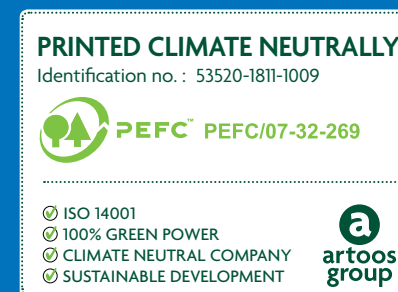 PRINTED CLIMATE NEUTRALLY
Identification no. : 53520-1811-1009
PEFC™ PEFC/07-32-269
ISO 14001
100% GREEN POWER
CLIMATE NEUTRAL COMPANY
SUSTAINABLE DEVELOPMENT
a
artoos
group